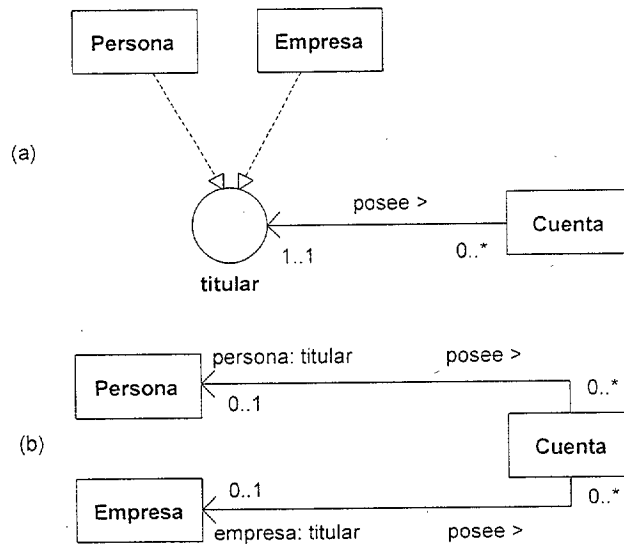 Persona
Empresa
(a)
posee >
Cuenta
1..1
0..*
titular
persona: titular
posee >
Persona
0..1
0..*
(b)
Cuenta
0..1
0..*
Empresa
empresa: titular
posee >